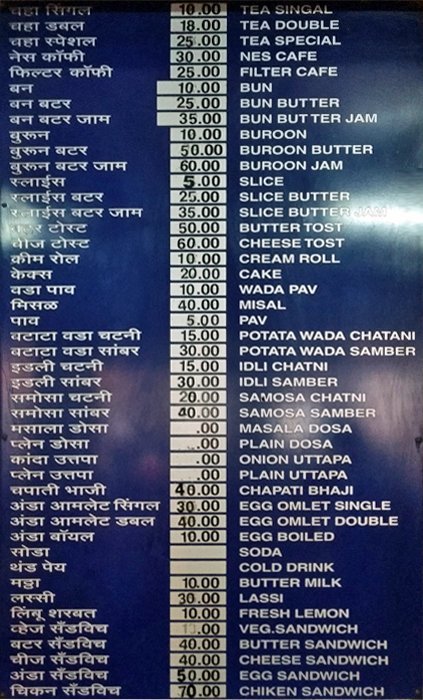 चहा सिंगल 10.00 TEA SINGAL
चहा डबल 18.00 TEA DOUBLE
चहा स्पेशल 25.00 TEA SPECIAL
नेस कॉफी 30.00 NES CAFE
फिल्टर कॉफी 25.00 FILTER CAFE
बन 10.00 BUN
बन बटर 25.00 BUN BUTTER
बन बटर जाम 35.00 BUN BUTTER JAM
बुरून 10.00 BUROON
बुरून बटर 50.00 BUROON BUTTER
बुरून बटर जाम 60.00 BUROON JAM
स्लाईस 5.00 SLICE
स्लाईस बटर 25.00 SLICE BUTTER
स्लाईस बटर जाम 35.00 SLICE BUTTER JAM
बटर टोस्ट 50.00 BUTTER TOST
चीज टोस्ट 60.00 CHEESE TOST
क्रीम रोल 10.00 CREAM ROLL
केक्स 20.00 CAKE
वडा पाव 10.00 WADA PAV
मिसळ 40.00 MISAL
पाव 5.00 PAV
बटाटा वडा चटनी 15.00 POTATA WADA CHATANI
बटाटा वडा सांबर 30.00 POTATA WADA SAMBER
इडली चटनी 15.00 IDLI CHATNI
इडली सांबर 30.00 IDLI SAMBER
समोसा चटनी 20.00 SAMOSA CHATNI
समोसा सांबर 40.00 SAMOSA SAMBER
मसाला डोसा .00 MASALA DOSA
प्लेन डोसा .00 PLAIN DOSA
कांदा उत्तपा .00 ONION UTTAPA
प्लेन उत्तपा .00 PLAIN UTTAPA
चपाती भाजी 40.00 CHAPATI BHAJI
अंडा आमलेट सिंगल 30.00 EGG OMLET SINGLE
अंडा आमलेट डबल 40.00 EGG OMLET DOUBLE
अंडा बॉयल 10.00 EGG BOILED
सोडा SODA
थंड पेय COLD DRINK
मठ्ठा 10.00 BUTTER MILK
लस्सी 30.00 LASSI
लिंबू शरबत 10.00 FRESH LEMON
व्हेज सँडविच .00 VEG.SANDWICH
बटर सँडविच 40.00 BUTTER SANDWICH
चीज सँडविच 40.00 CHEESE SANDWICH
अंडा सँडविच 50.00 EGG SANDWICH
चिकन सँडविच 70.00 CHIKEN SANDWICH